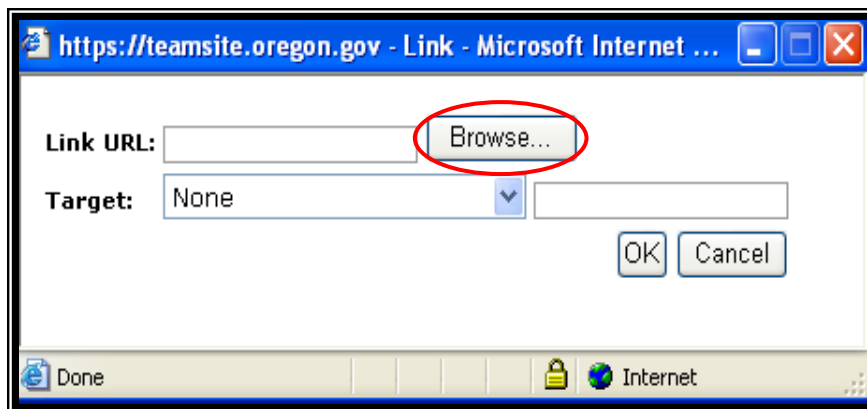 https://teamsite.oregon.gov - Link - Microsoft Internet ...
Link URL: Browse...
Target: None
OK Cancel
Done Internet